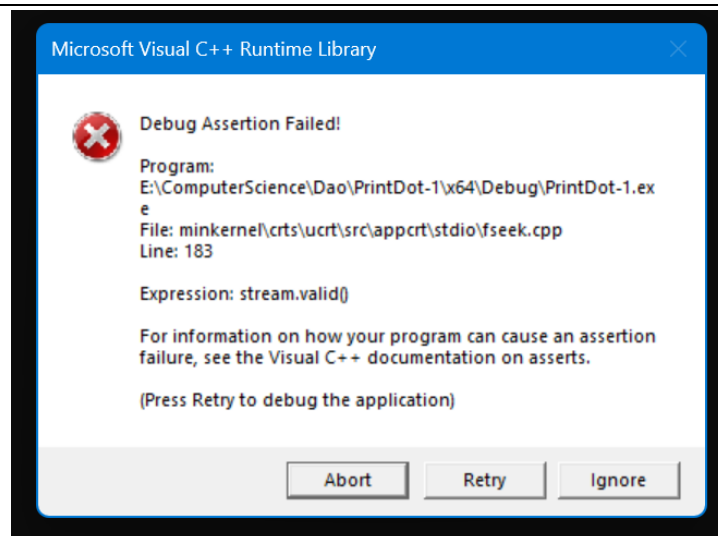 Microsoft Visual C++ Runtime Library
Debug Assertion Failed!
Program:
E:\ComputerScience\Dao\PrintDot-1\x64\Debug\PrintDot-1.ex
e
File: minkernel\crts\ucrt\src\appcrt\stdio\fseek.cpp
Line: 183
Expression: stream.valid()
For information on how your program can cause an assertion
failure, see the Visual C++ documentation on asserts.
(Press Retry to debug the application)
Abort
Retry
Ignore